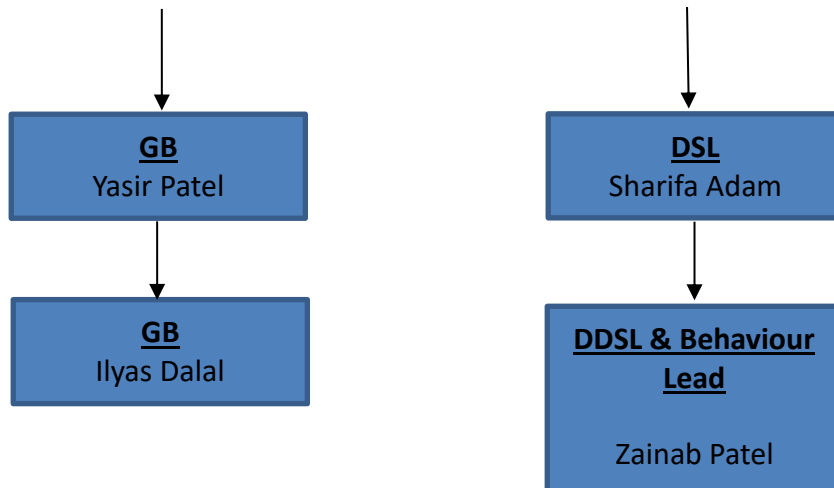 GB
Yasir Patel
GB
Ilyas Dalal
DSL
Sharifa Adam
DDSL & Behaviour
Lead
Zainab Patel